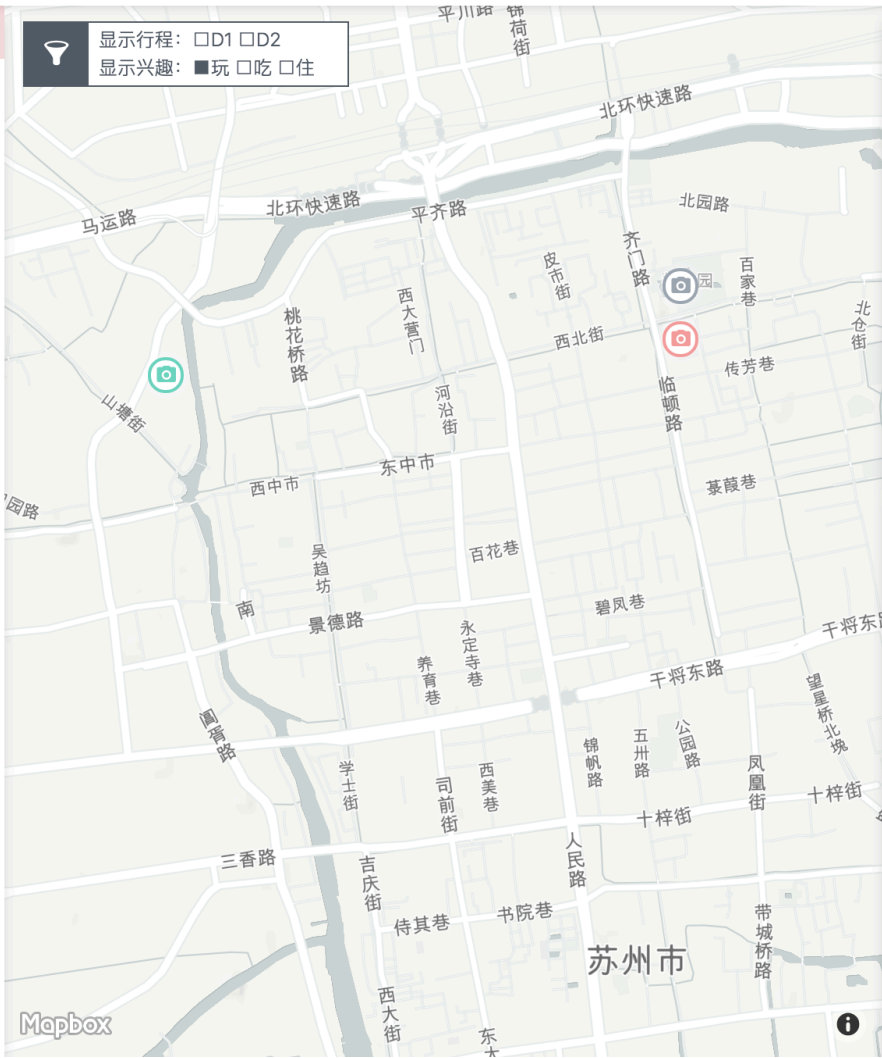 平川路
锦荷街
显示行程：□D1 □D2
显示兴趣：■玩 □吃 □住
北环快速路
北环快速路
马运路
平齐路
北园路
齐门路
皮市街
园
百家巷
西大营门
桃花桥路
北仓街
西北街
传芳巷
临顿路
山塘街
河沿街
东中市
西中市
菉葭巷
园路
吴趋坊
百花巷
南
碧凤巷
景德路
永定寺巷
养育巷
干将东路
干将东路
望星桥北堍
阊胥路
公园路
五卅路
锦帆路
凤凰街
学士街
西美巷
司前街
十梓街
十梓街
三香路
人民路
吉庆街
侍其巷
书院巷
带城桥路
苏州市
西大街
东大
Mapbox